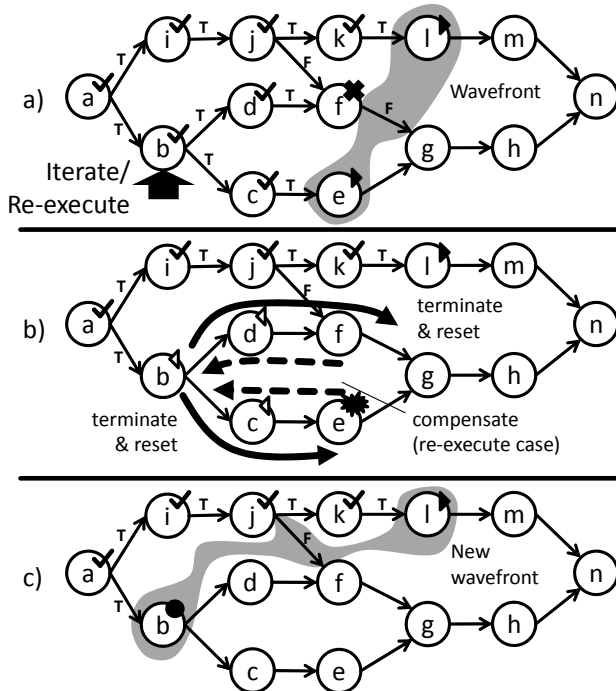 i T j T k T l m
T F
a) a d T f F Wavefront n
T T
b g h
T
Iterate/
Re-execute c T e
i T j T k T l m
T F terminate
& reset
b) a d f n
T
b g h
terminate
& reset c e compensate
(re-execute case)
i T j T k T l m
T F New
wavefront
c) a d f n
T
b g h
c e